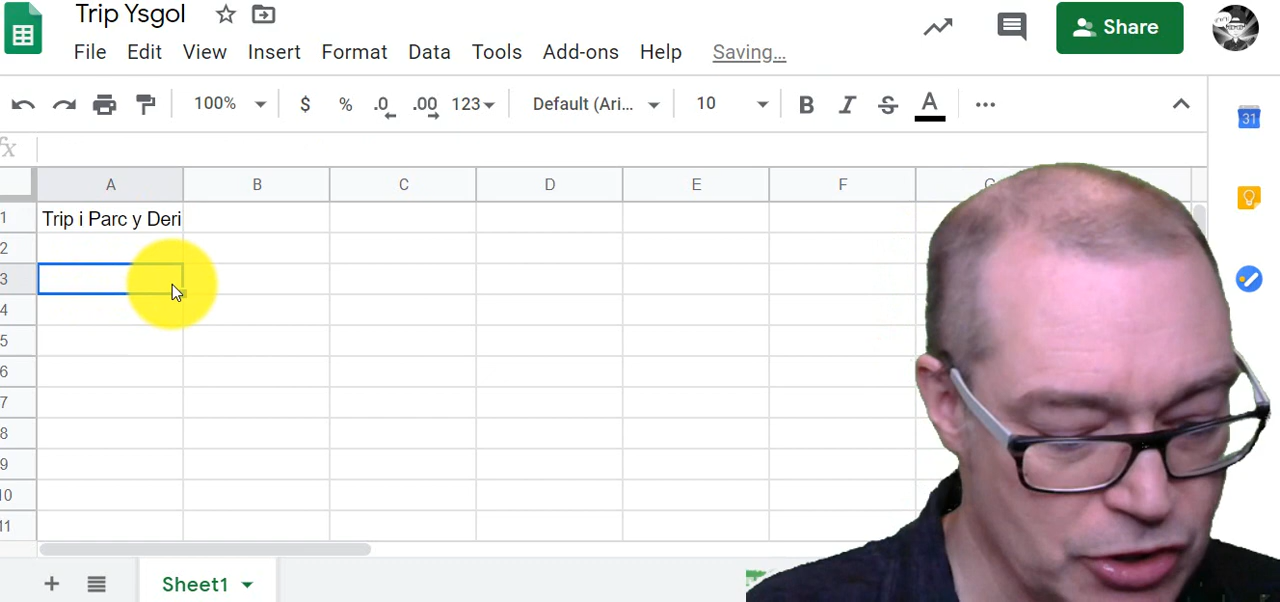 Trip Ysgol
File Edit View Insert Format Data Tools Add-ons Help Saving...
Share
100% $ % .0 .00 123 Default (Ari... 10 B I S A
31
fx
A B C D E F G
1 Trip i Parc y Deri
2
3
4
5
6
7
8
9
10
11
Sheet1